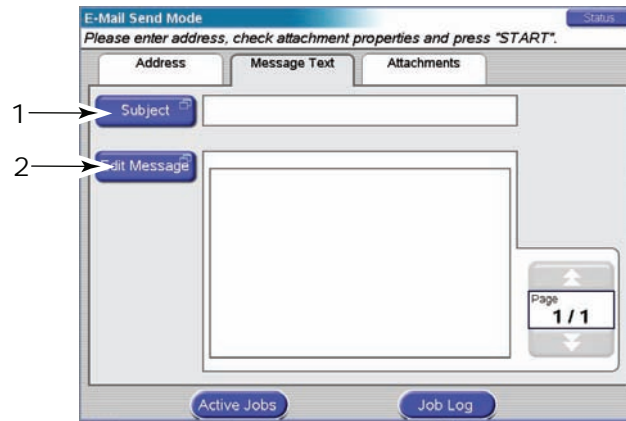 E-Mail Send Mode Status
Please enter address, check attachment properties and press "START".
Address Message Text Attachments
1 Subject
2 Edit Message
Page
1 / 1
Active Jobs Job Log